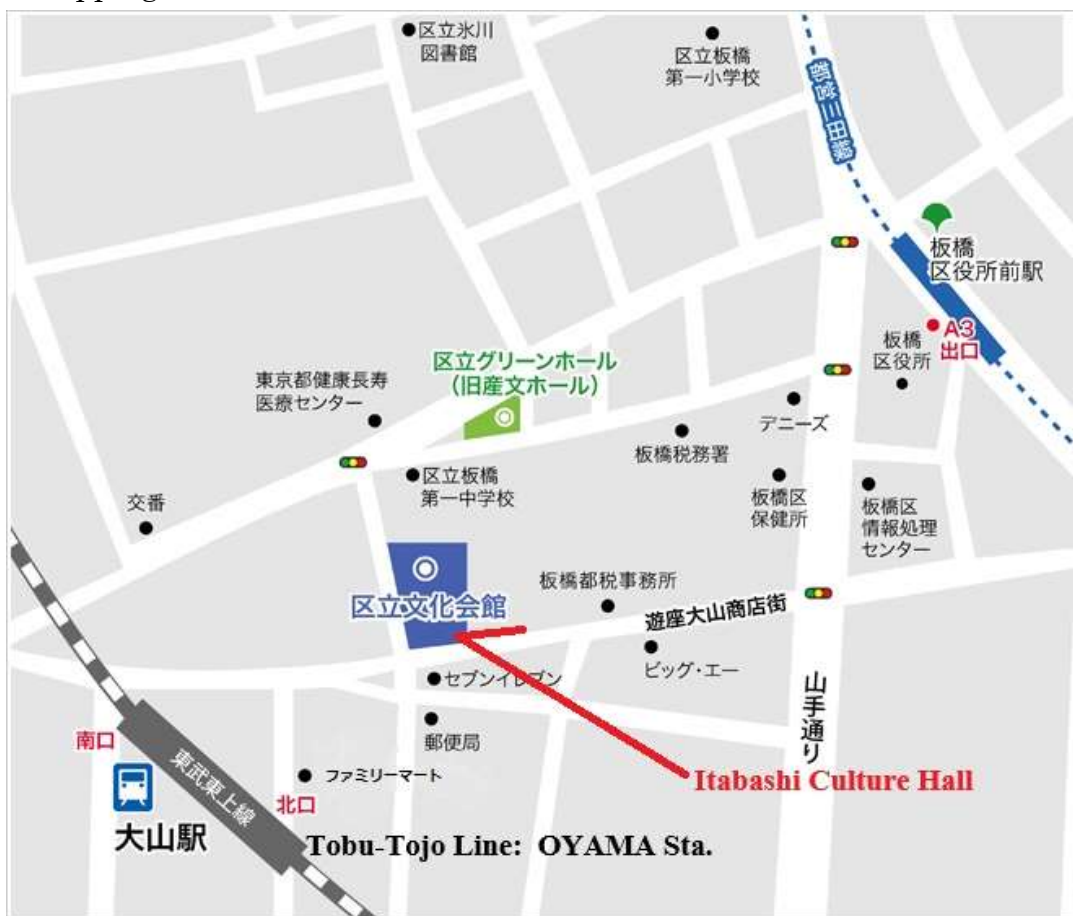 区立氷川
図書館
区立板橋
第一小学校
都営三田線
板橋
区役所前駅
A3
出口
板橋
区役所
区立グリーンホール
(旧産文ホール)
東京都健康長寿
医療センター
デニーズ
板橋税務署
区立板橋
第一中学校
板橋区
保健所
板橋区
情報処理
センター
交番
区立文化会館
板橋都税事務所
遊座大山商店街
ビッグ・エー
セブンイレブン
山手通り
郵便局
南口
東武東上線
ファミリーマート
北口
大山駅
Itabashi Culture Hall
Tobu-Tojo Line: OYAMA Sta.